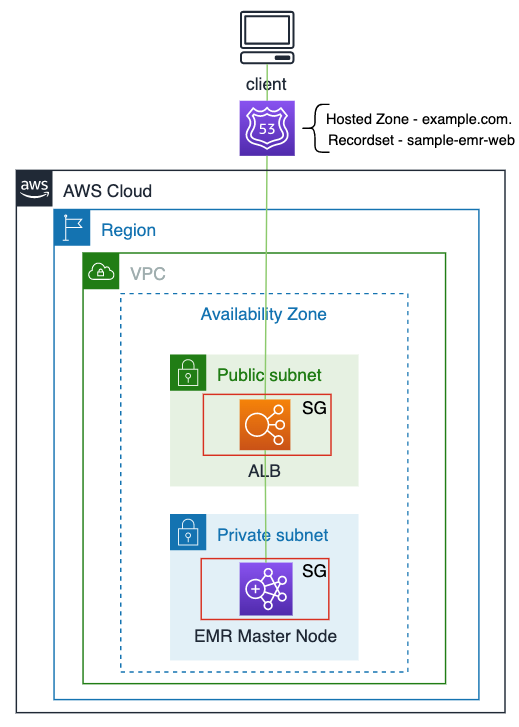 client
53
Hosted Zone - example.com.
Recordset - sample-emr-web
aws
AWS Cloud
Region
VPC
Availability Zone
Public subnet
SG
ALB
Private subnet
SG
EMR Master Node